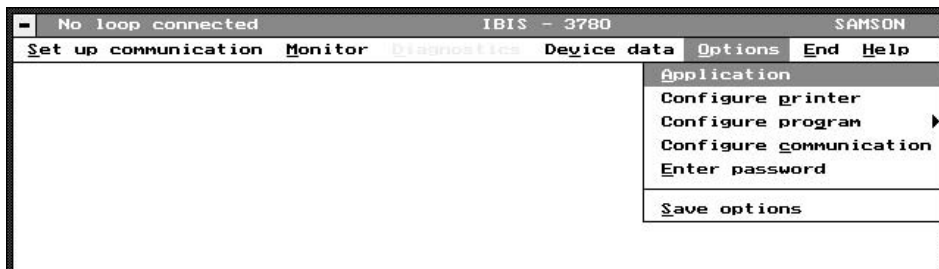 No loop connected IBIS - 3780 SAMSON
Set up communication Monitor Diagnostics Device data Options End Help
Application
Configure printer
Configure program
Configure communication
Enter password
Save options